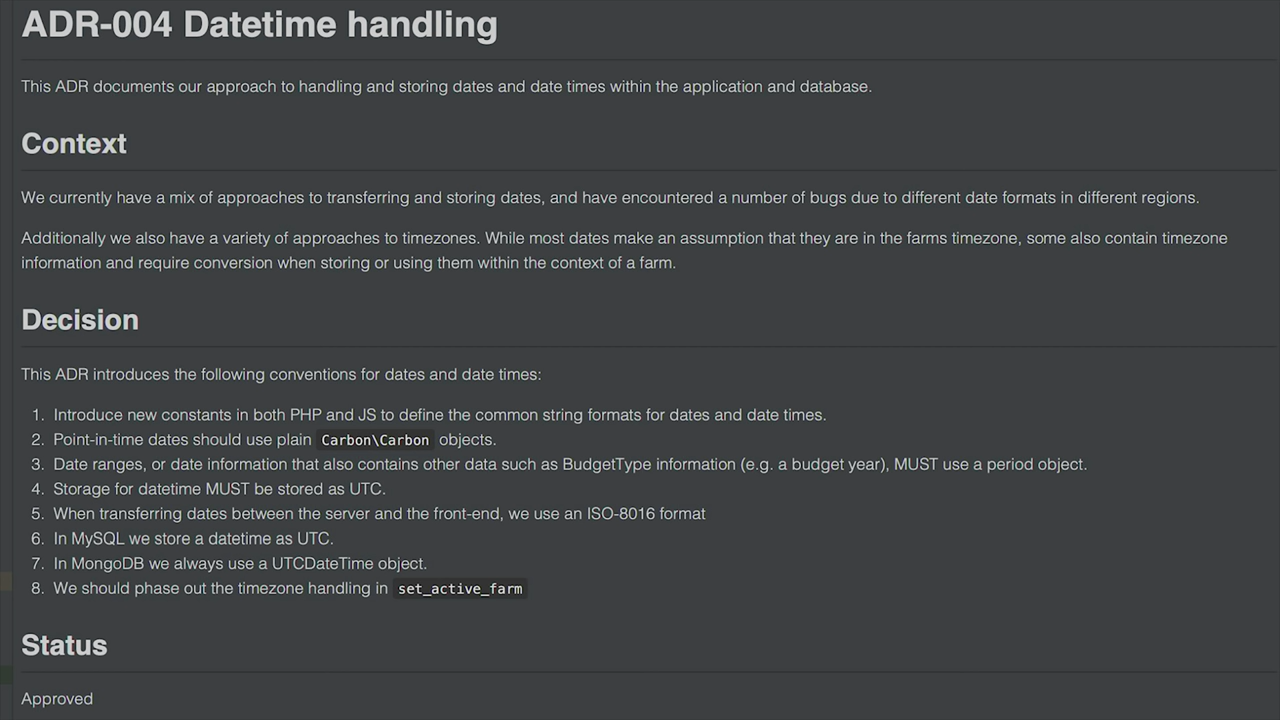 ADR-004 Datetime handling
This ADR documents our approach to handling and storing dates and date times within the application and database.
Context
We currently have a mix of approaches to transferring and storing dates, and have encountered a number of bugs due to different date formats in different regions.
Additionally we also have a variety of approaches to timezones. While most dates make an assumption that they are in the farms timezone, some also contain timezone
information and require conversion when storing or using them within the context of a farm.
Decision
This ADR introduces the following conventions for dates and date times:
1. Introduce new constants in both PHP and JS to define the common string formats for dates and date times.
2. Point-in-time dates should use plain Carbon\Carbon objects.
3. Date ranges, or date information that also contains other data such as BudgetType information (e.g. a budget year), MUST use a period object.
4. Storage for datetime MUST be stored as UTC.
5. When transferring dates between the server and the front-end, we use an ISO-8016 format
6. In MySQL we store a datetime as UTC.
7. In MongoDB we always use a UTCDateTime object.
8. We should phase out the timezone handling in set_active_farm
Status
Approved